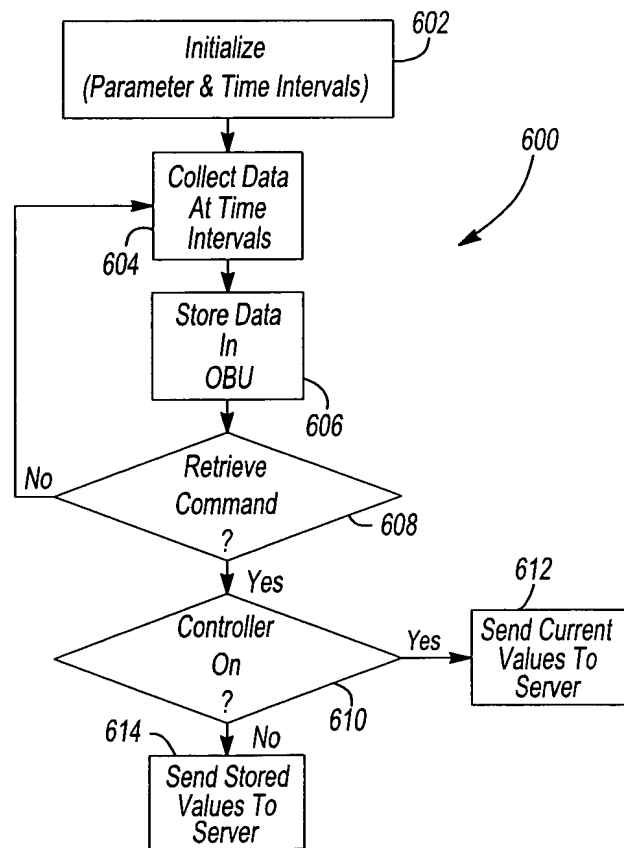 602
Initialize
(Parameter & Time Intervals)
600
Collect Data
At Time
Intervals
604
Store Data
In
OBU
606
No
Retrieve
Command
?
608
Yes
612
Controller
On
?
610
Yes
Send Current
Values To
Server
614
No
Send Stored
Values To
Server